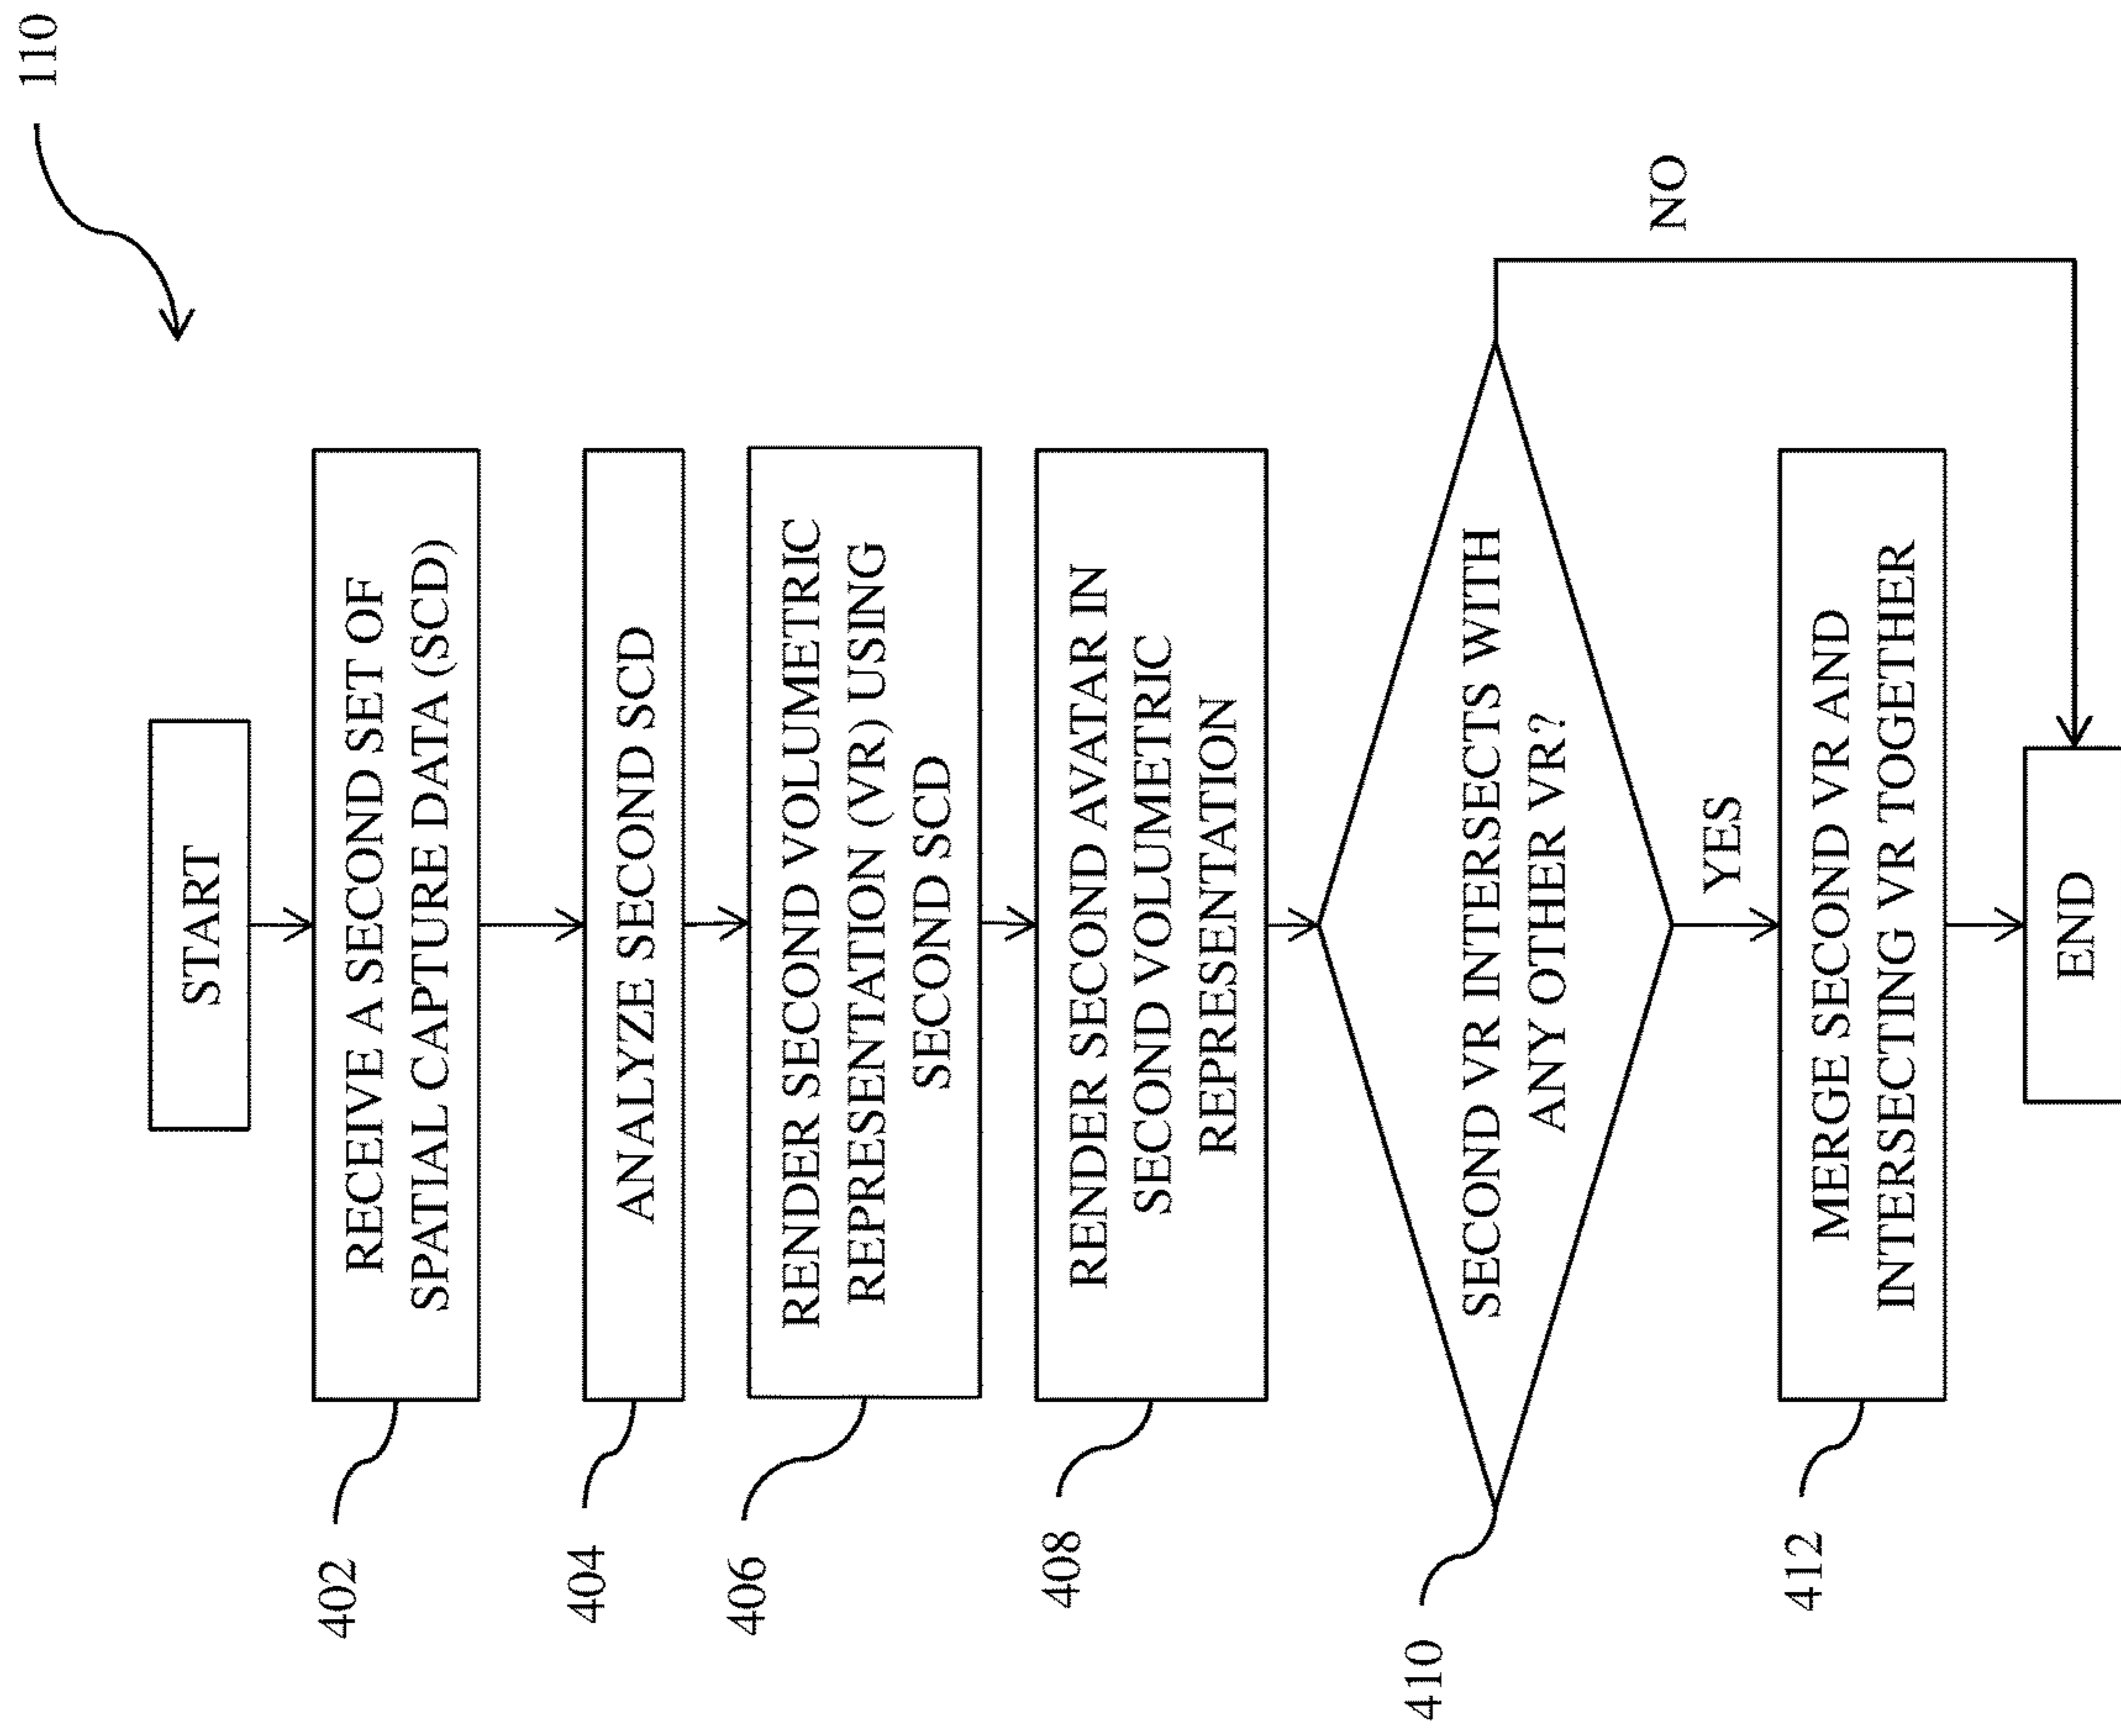 110
START
402
RECEIVE A SECOND SET OF
SPATIAL CAPTURE DATA (SCD)
404
ANALYZE SECOND SCD
406
RENDER SECOND VOLUMETRIC
REPRESENTATION (VR) USING
SECOND SCD
408
RENDER SECOND AVATAR IN
SECOND VOLUMETRIC
REPRESENTATION
410
SECOND VR INTERSECTS WITH
ANY OTHER VR?
NO
YES
412
MERGE SECOND VR AND
INTERSECTING VR TOGETHER
END